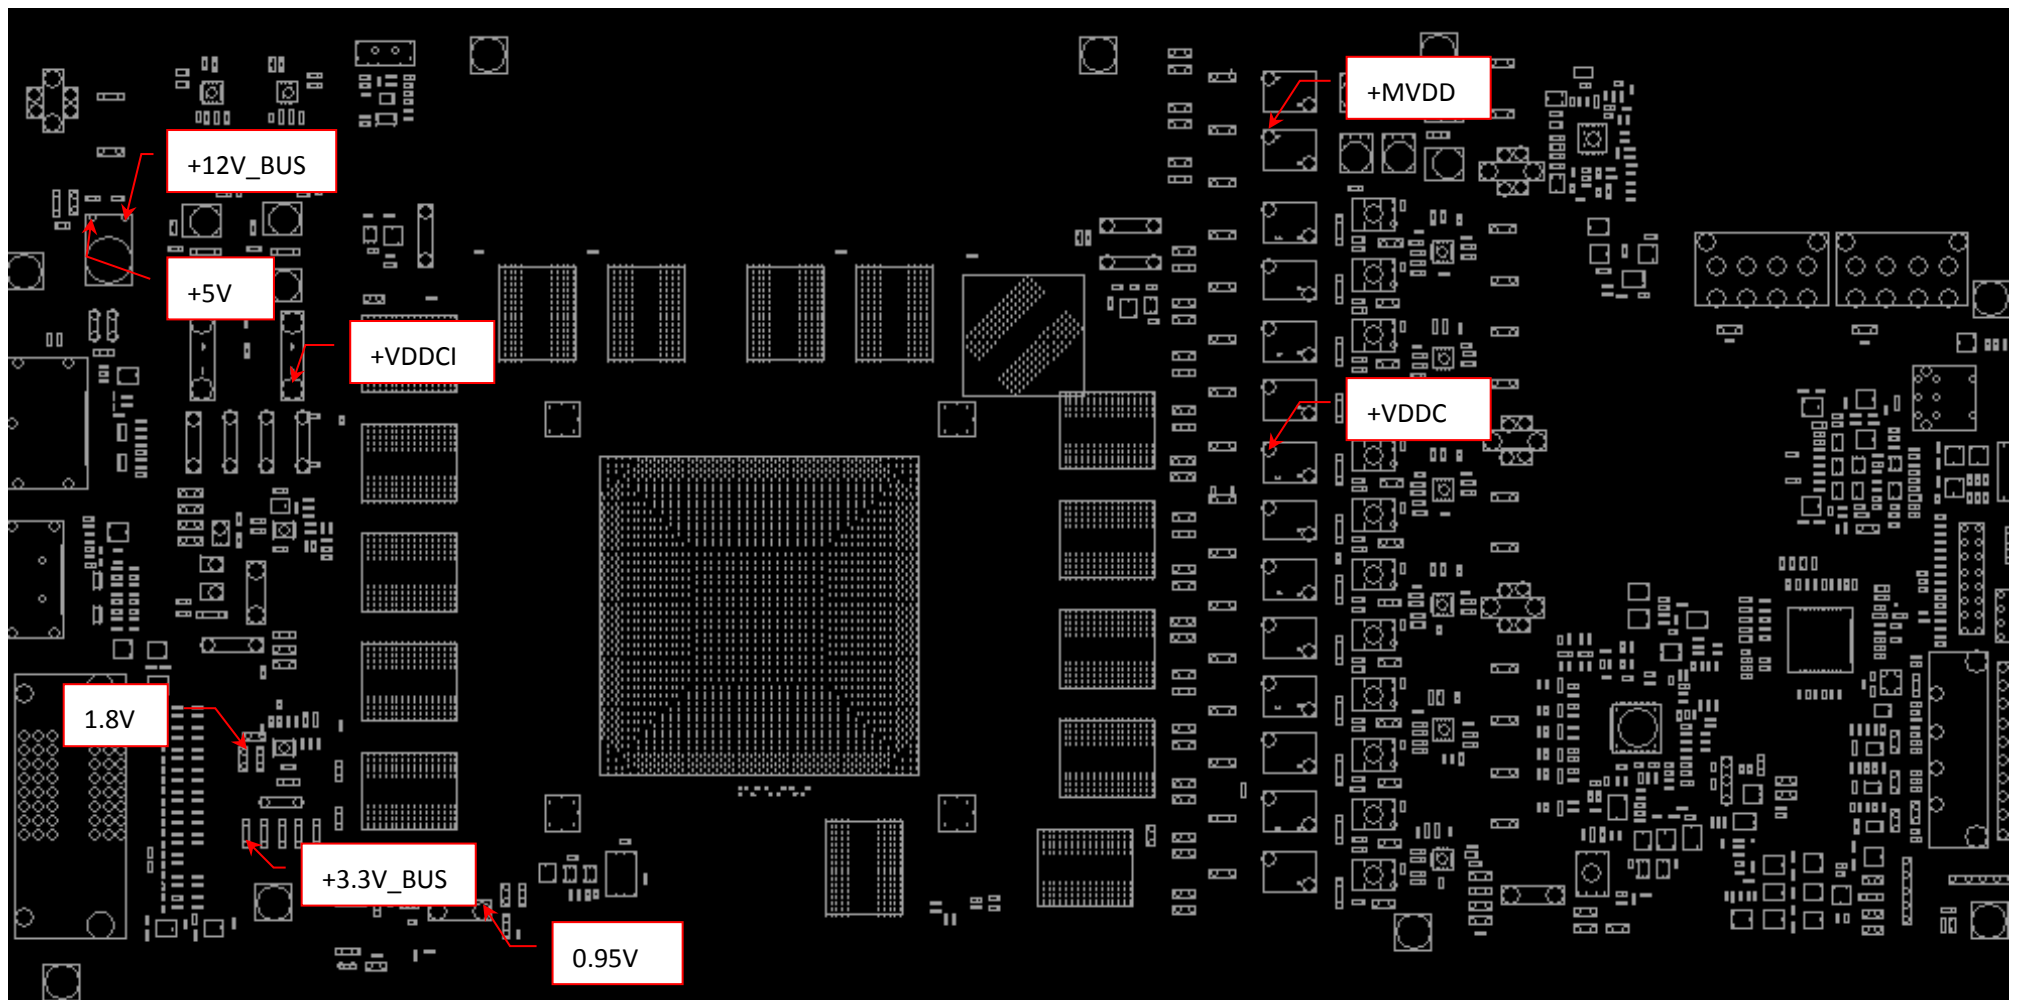 +MVDD
+12V_BUS
+5V
+VDDCI
+VDDC
1.8V
+3.3V_BUS
0.95V